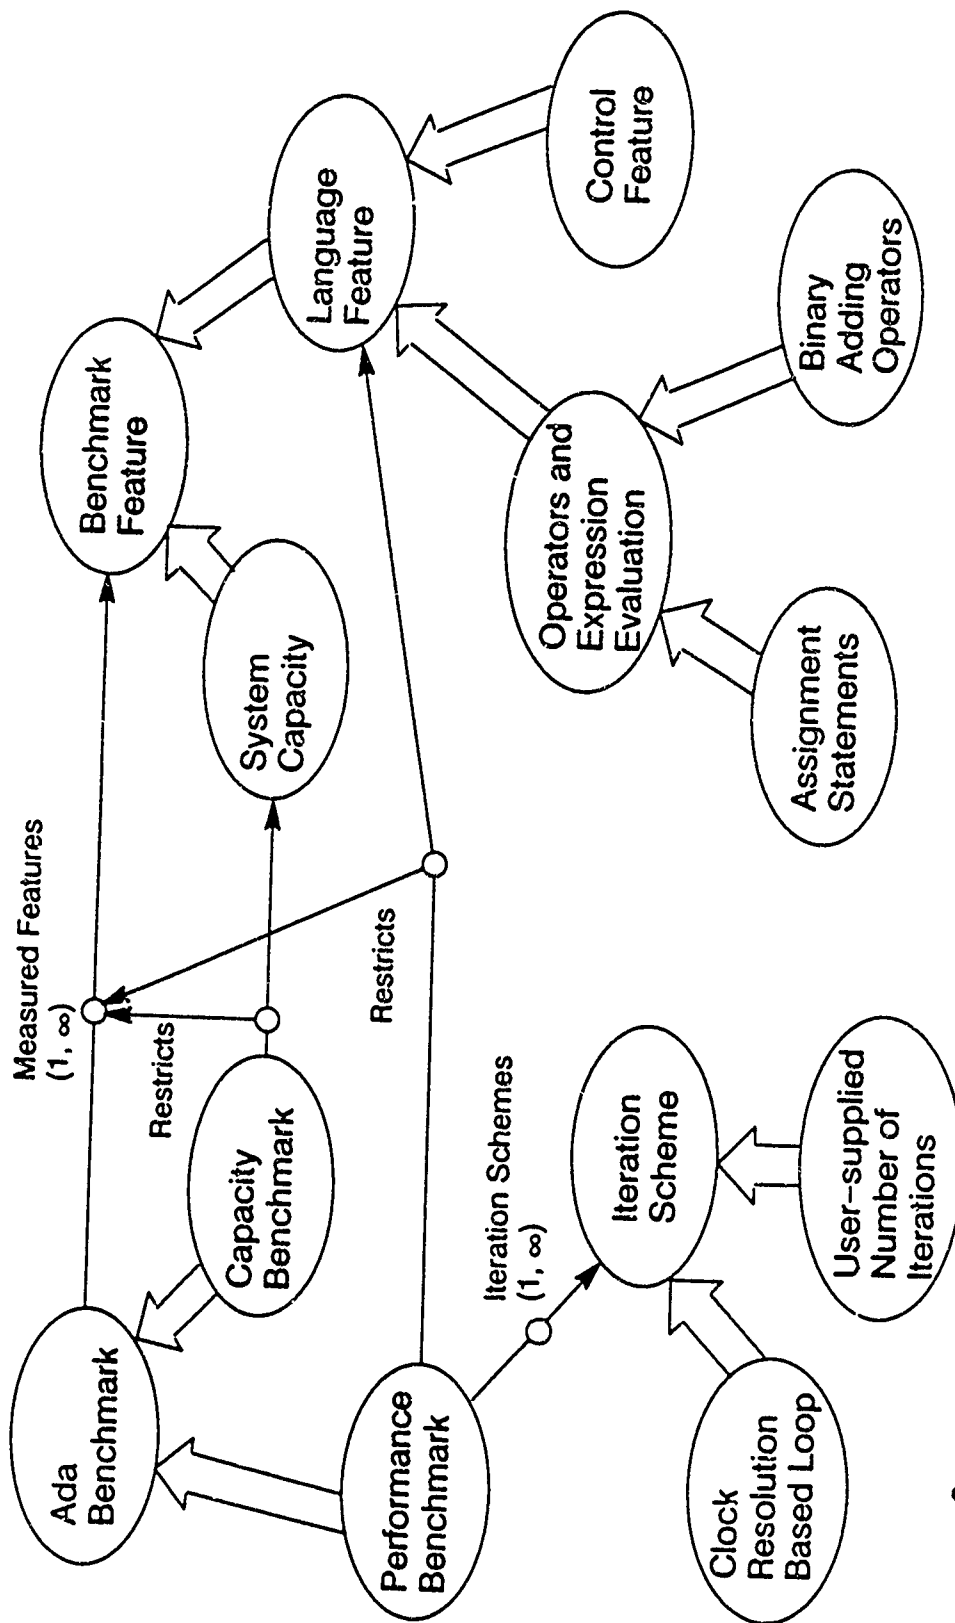 Ada
Benchmark
Measured Features
(1, ∞)
Benchmark
Feature
Restricts
Capacity
Benchmark
System
Capacity
Language
Feature
Performance
Benchmark
Restricts
Iteration Schemes
(1, ∞)
Iteration
Scheme
Operators and
Expression
Evaluation
Control
Feature
Clock
Resolution
Based Loop
User–supplied
Number of
Iterations
Assignment
Statements
Binary
Adding
Operators